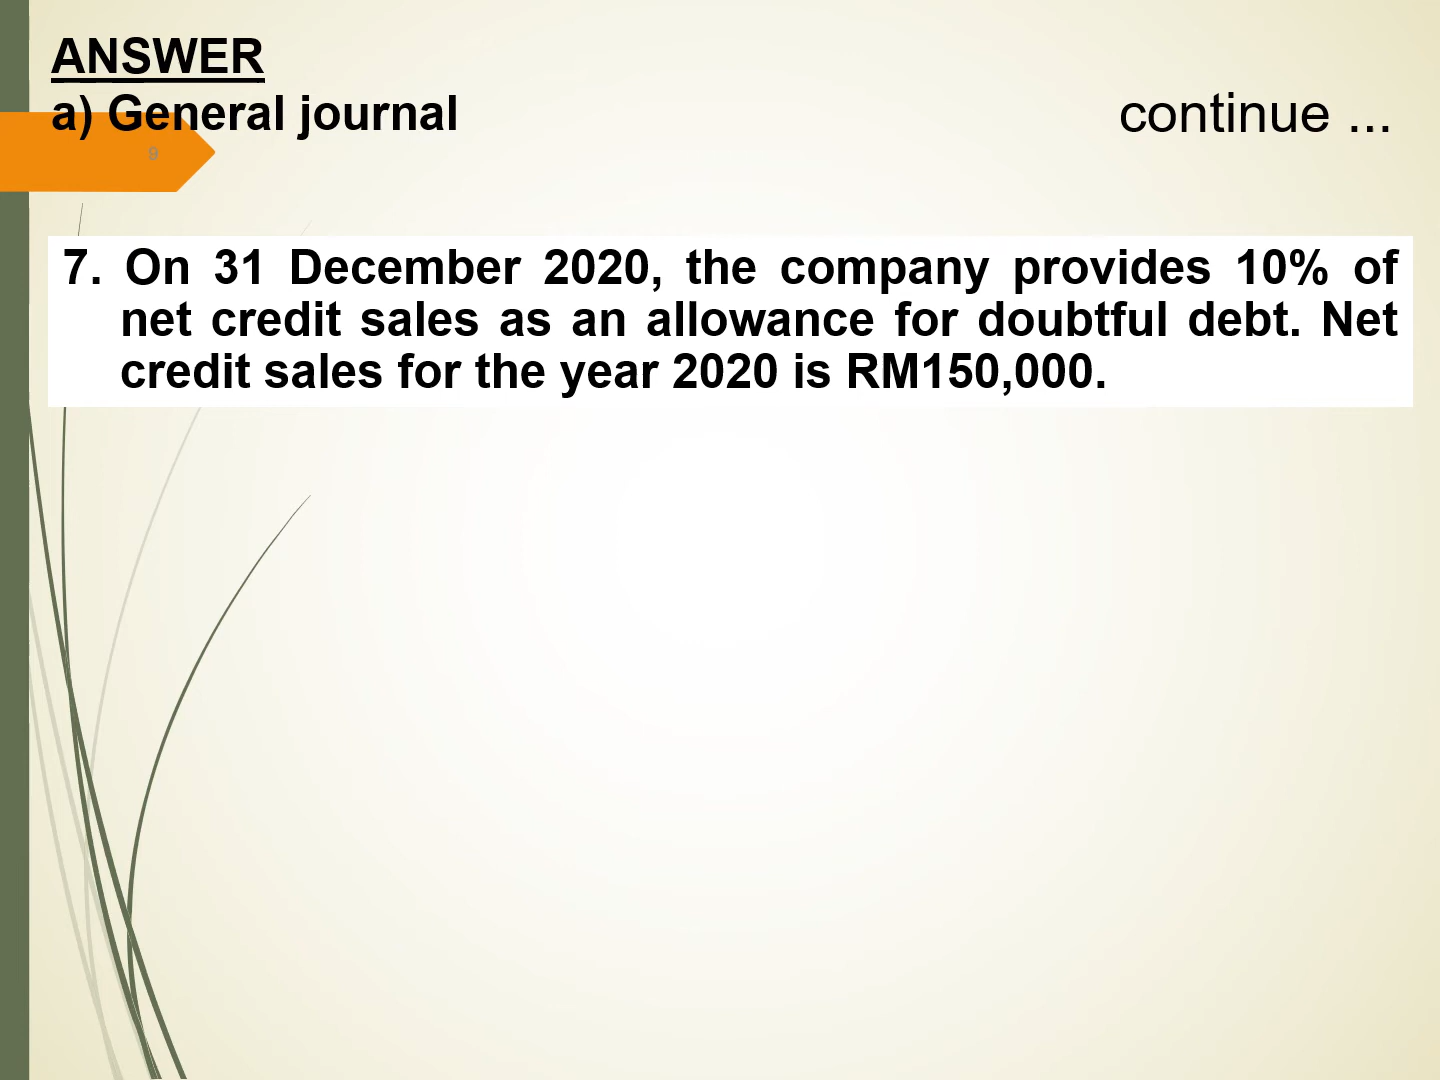 ANSWER
a) General journal
continue ...
9
7. On 31 December 2020, the company provides 10% of
net credit sales as an allowance for doubtful debt. Net
credit sales for the year 2020 is RM150,000.